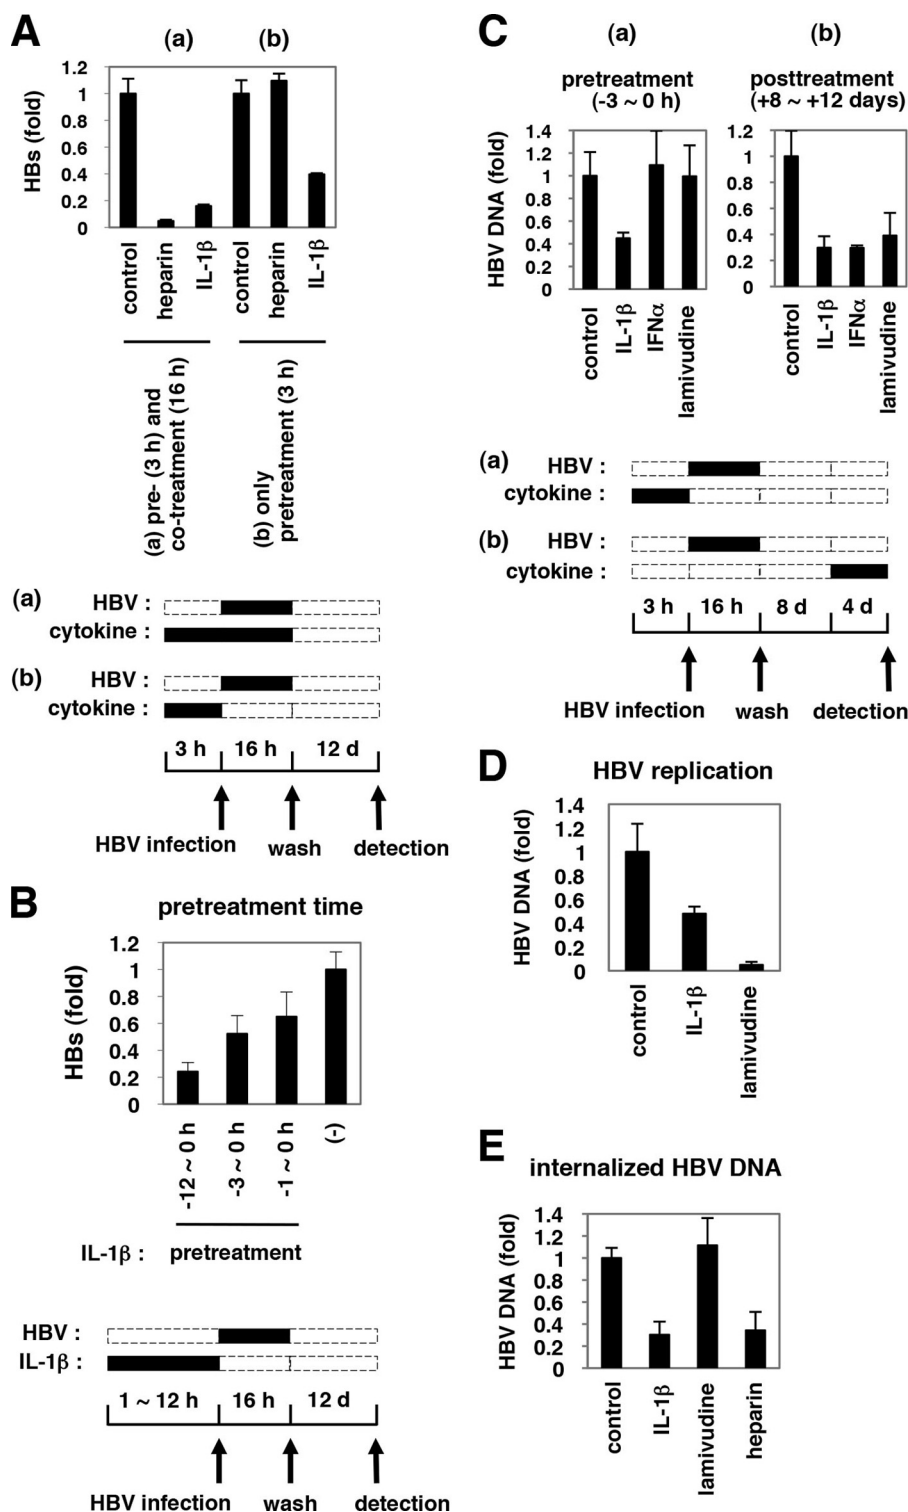 A
(a)
(b)
HBs (fold)
1.2
1
0.8
0.6
0.4
0.2
0
control
heparin
IL-1β
control
heparin
IL-1β
(a) pre- (3 h) and
co-treatment (16 h)
(b) only
pretreatment (3 h)
(a)
HBV :
cytokine :
(b)
HBV :
cytokine :
3 h
16 h
12 d
HBV infection
wash
detection
B
pretreatment time
HBs (fold)
1.2
1
0.8
0.6
0.4
0.2
0
-12 ~ 0 h
-3 ~ 0 h
-1 ~ 0 h
(-)
IL-1β : pretreatment
HBV :
IL-1β :
1 ~ 12 h
16 h
12 d
HBV infection
wash
detection
C
(a)
(b)
pretreatment
(-3 ~ 0 h)
posttreatment
(+8 ~ +12 days)
HBV DNA (fold)
1.4
1.2
1
0.8
0.6
0.4
0.2
0
control
IL-1β
IFNα
lamivudine
1.2
1
0.8
0.6
0.4
0.2
0
control
IL-1β
IFNα
lamivudine
(a)
HBV :
cytokine :
(b)
HBV :
cytokine :
3 h
16 h
8 d
4 d
HBV infection
wash
detection
D
HBV replication
HBV DNA (fold)
1.4
1.2
1
0.8
0.6
0.4
0.2
0
control
IL-1β
lamivudine
E
internalized HBV DNA
HBV DNA (fold)
1.4
1.2
1
0.8
0.6
0.4
0.2
0
control
IL-1β
lamivudine
heparin